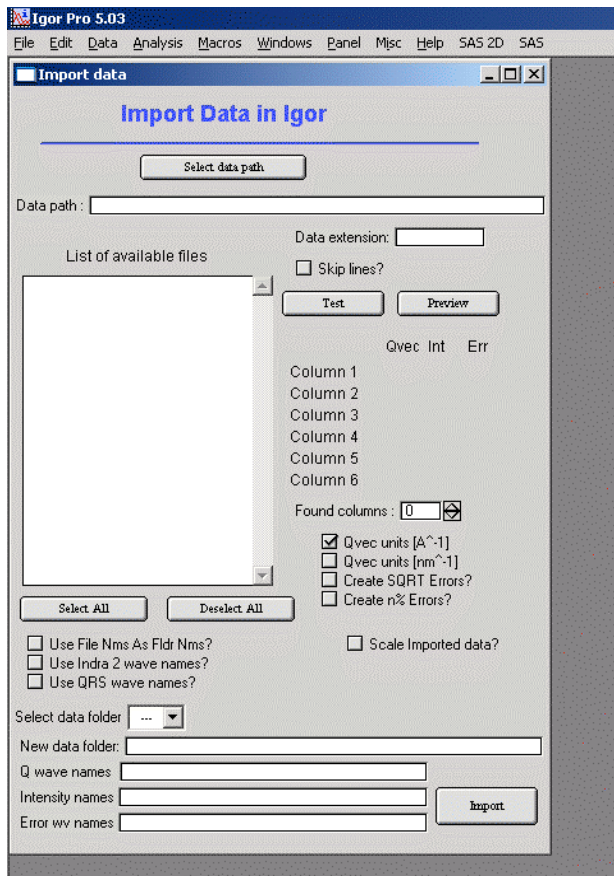 Igor Pro 5.03
File Edit Data Analysis Macros Windows Panel Misc Help SAS 2D SAS
Import data
Import Data in Igor
Select data path
Data path :
Data extension:
List of available files
Skip lines?
Test Preview
Qvec Int Err
Column 1
Column 2
Column 3
Column 4
Column 5
Column 6
Found columns : 0
Qvec units [A^-1]
Qvec units [nm^-1]
Create SQRT Errors?
Create n% Errors?
Select All Deselect All
Use File Nms As Fldr Nms? Scale Imported data?
Use Indra 2 wave names?
Use QRS wave names?
Select data folder ---
New data folder:
Q wave names
Intensity names
Import
Error wv names